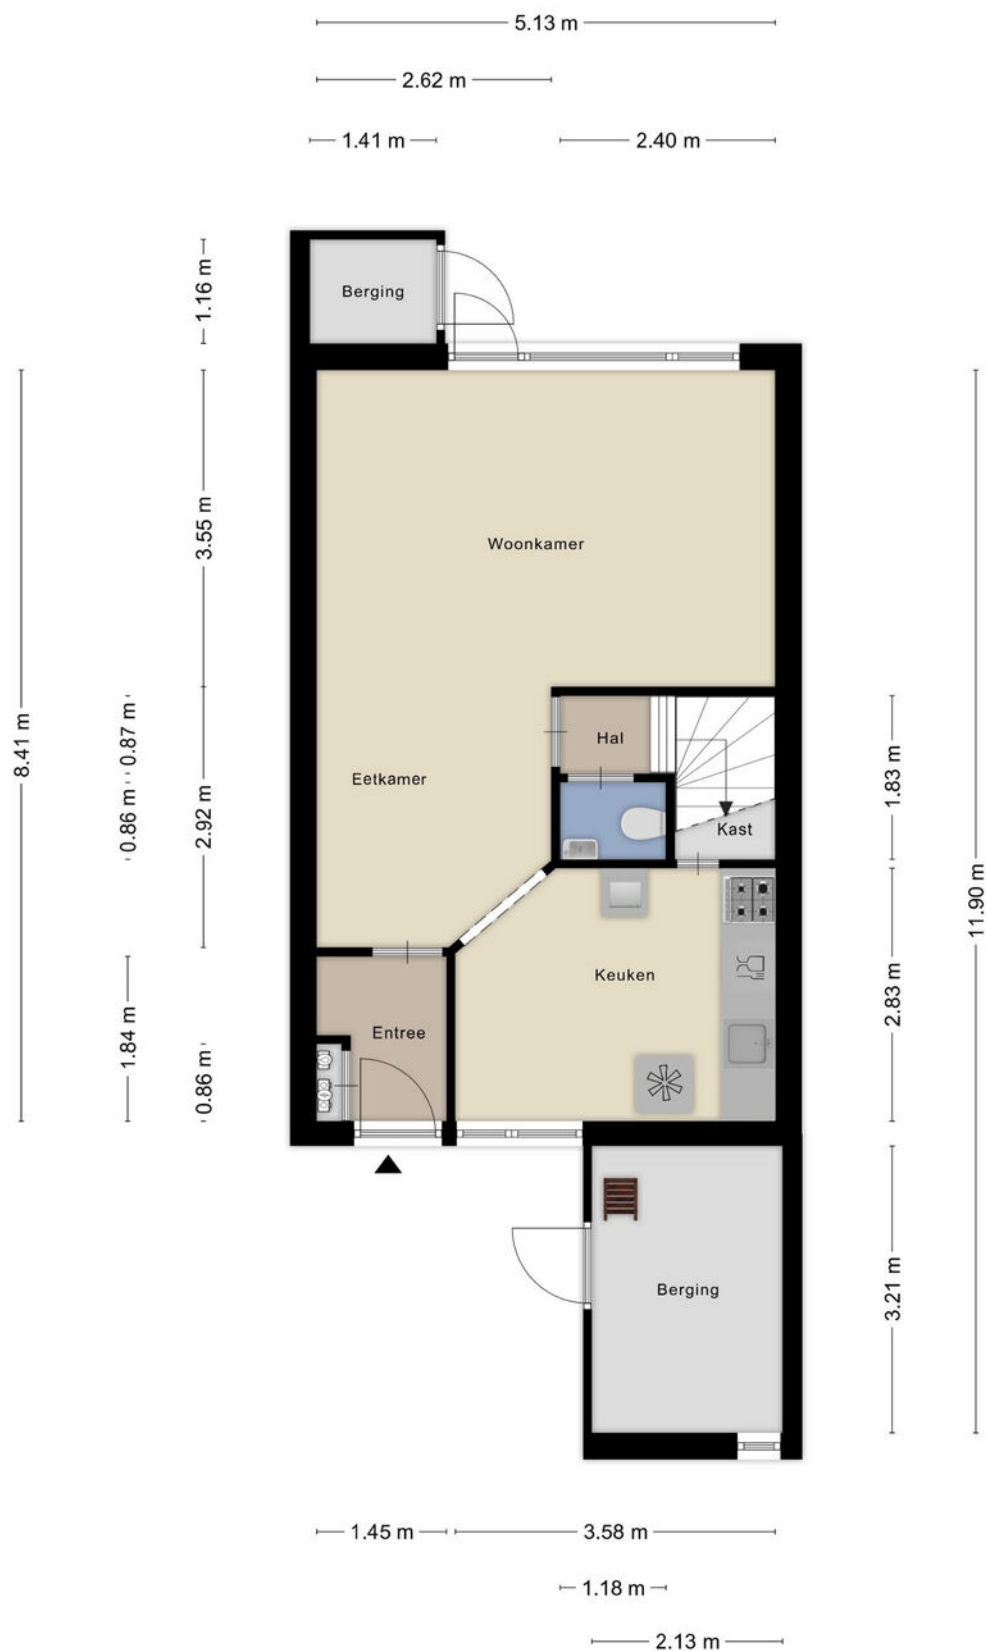 5.13 m
2.62 m
1.41 m
2.40 m
Berging
1.16 m
3.55 m
Woonkamer
8.41 m
0.87 m
0.86 m
2.92 m
Hal
Eetkamer
Kast
1.83 m
11.90 m
Keuken
2.83 m
Entree
1.84 m
0.86 m
Berging
3.21 m
1.45 m
3.58 m
1.18 m
2.13 m